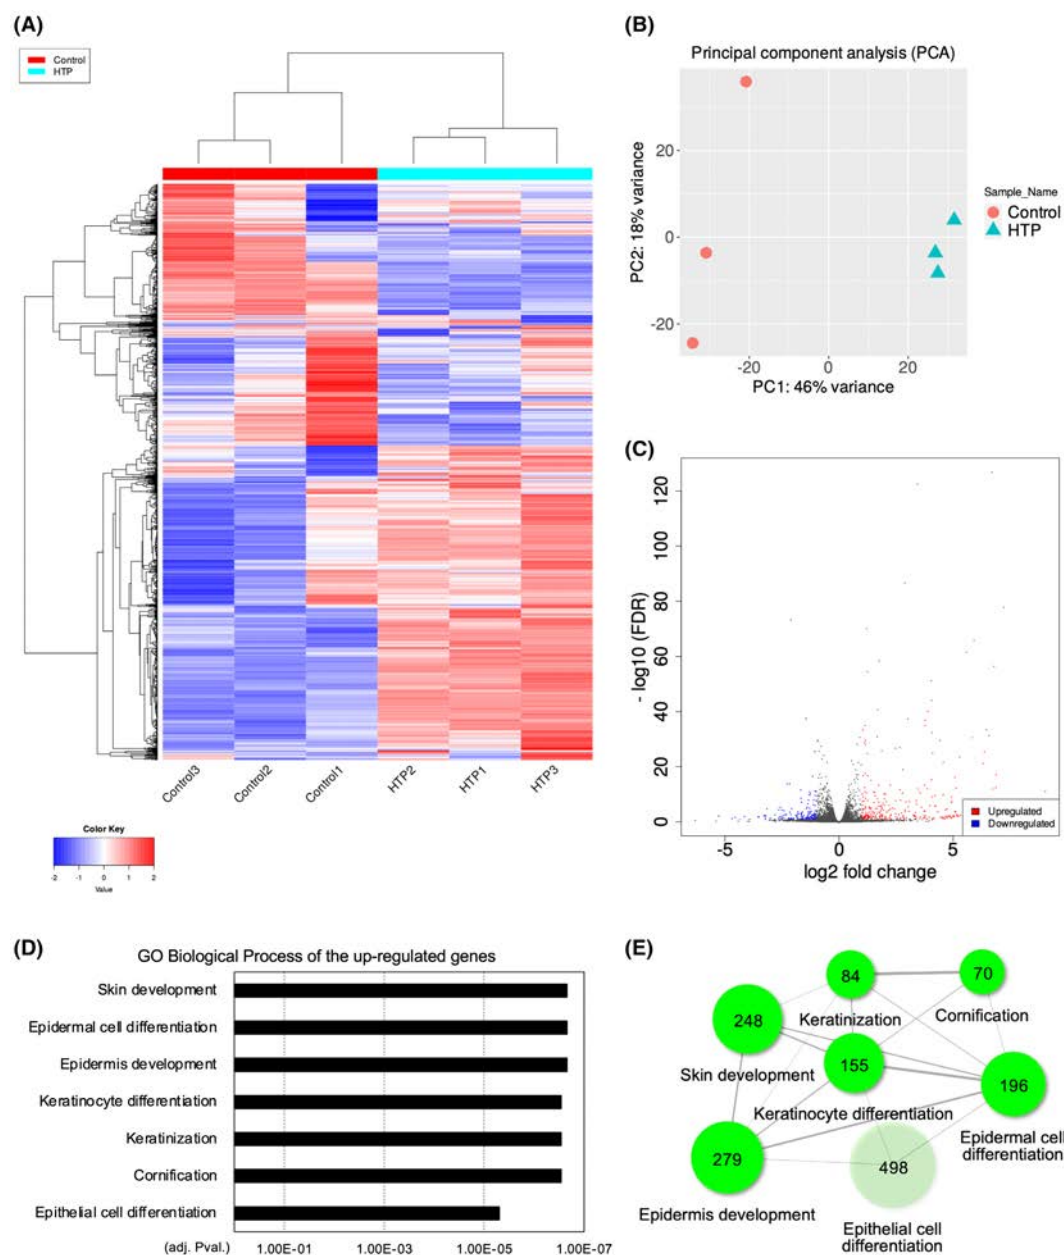 (A)
Control
HTP
Control3
Control2
Control1
HTP2
HTP1
HTP3
Color Key
-2 -1 0 1 2
Value
(B)
Principal component analysis (PCA)
PC2: 18% variance
20
0
-20
-20 0 20
PC1: 46% variance
Sample_Name
Control
HTP
(C)
- log10 (FDR)
120
100
80
60
40
20
0
-5 0 5
log2 fold change
Upregulated
Downregulated
(D)
GO Biological Process of the up-regulated genes
Skin development
Epidermal cell differentiation
Epidermis development
Keratinocyte differentiation
Keratinization
Cornification
Epithelial cell differentiation
(adj. Pval.) 1.00E-01 1.00E-03 1.00E-05 1.00E-07
(E)
84
Keratinization
70
Cornification
248
Skin development
155
Keratinocyte differentiation
196
Epidermal cell
differentiation
279
Epidermis development
498
Epithelial cell
differentiation